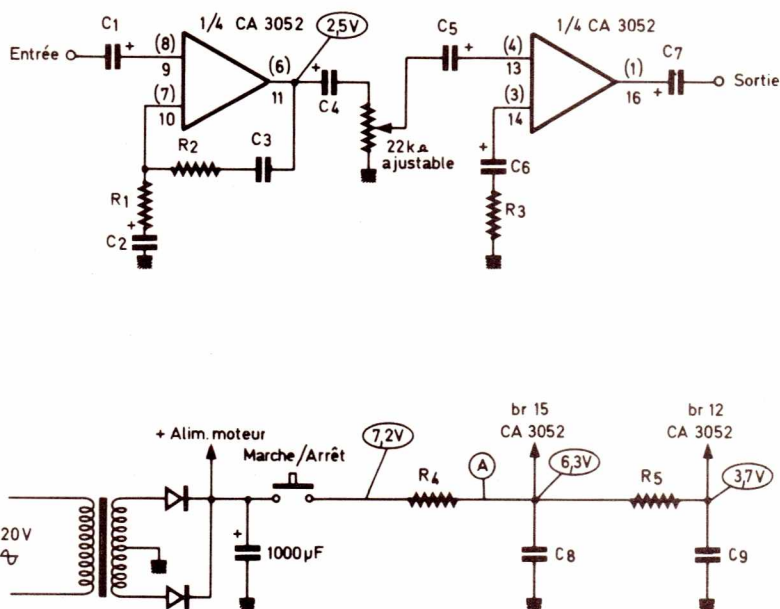 1/4 CA 3052
2,5V
1/4 CA 3052
C1
+
(8)
9
(6)
11
+
C4
C5
+
(4)
13
(1)
16
+
C7
Entrée
Sortie
(7)
10
(3)
14
22kΩ
ajustable
R2
C3
+
C6
R1
+
C2
R3
+ Alim. moteur
Marche/Arrêt
7,2V
R4
A
br 15
CA 3052
6,3V
R5
br 12
CA 3052
3,7V
20V
+
1000µF
C8
C9